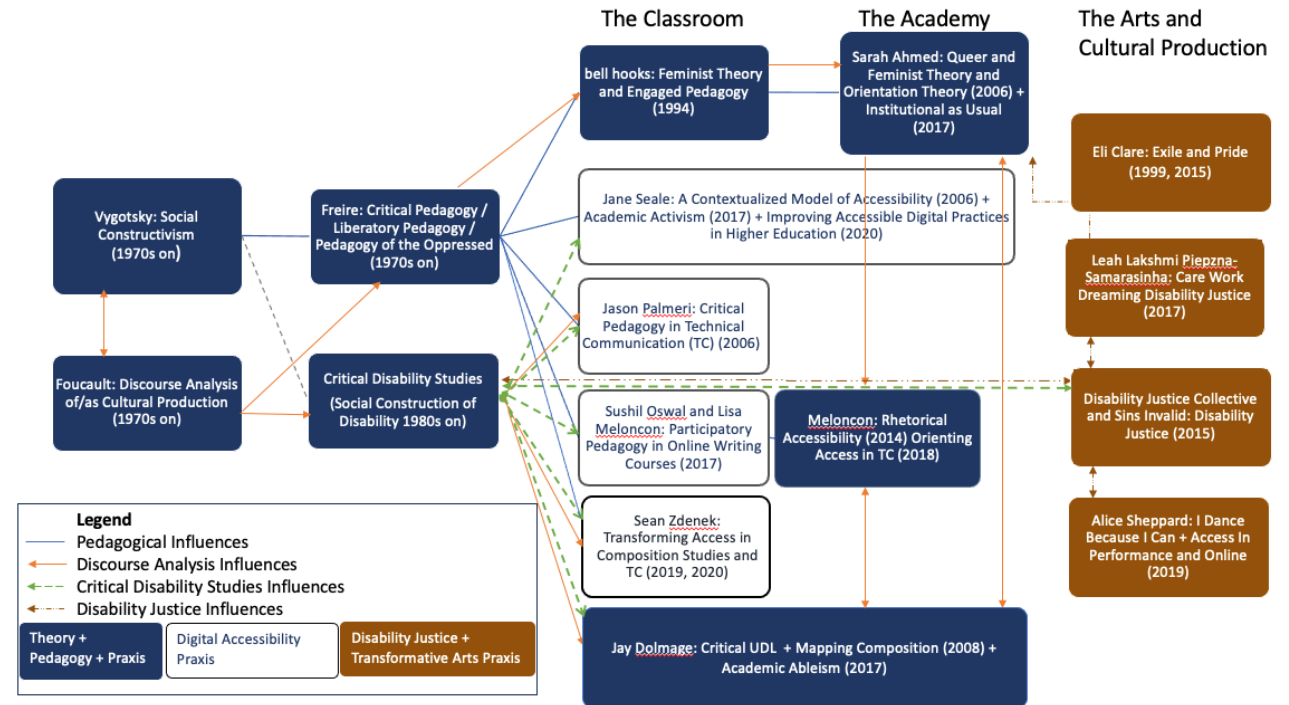 The Classroom
The Academy
The Arts and
Cultural Production
bell hooks: Feminist Theory
and Engaged Pedagogy
(1994)
Sarah Ahmed: Queer and
Feminist Theory and
Orientation Theory (2006) +
Institutional as Usual
(2017)
Eli Clare: Exile and Pride
(1999, 2015)
Vygotsky: Social
Constructivism
(1970s on)
Freire: Critical Pedagogy /
Liberatory Pedagogy /
Pedagogy of the Oppressed
(1970s on)
Jane Seale: A Contextualized Model of Accessibility (2006) +
Academic Activism (2017) + Improving Accessible Digital Practices
in Higher Education (2020)
Leah Lakshmi Piepzna-
Samarasinha: Care Work
Dreaming Disability Justice
(2017)
Jason Palmeri: Critical
Pedagogy in Technical
Communication (TC) (2006)
Foucault: Discourse Analysis
of/as Cultural Production
(1970s on)
Critical Disability Studies
(Social Construction of
Disability 1980s on)
Sushil Oswal and Lisa
Meloncon: Participatory
Pedagogy in Online Writing
Courses (2017)
Meloncon: Rhetorical
Accessibility (2014) Orienting
Access in TC (2018)
Disability Justice Collective
and Sins Invalid: Disability
Justice (2015)
Sean Zdenek:
Transforming Access in
Composition Studies and
TC (2019, 2020)
Alice Sheppard: I Dance
Because I Can + Access In
Performance and Online
(2019)
Jay Dolmage: Critical UDL + Mapping Composition (2008) +
Academic Ableism (2017)
Legend
Pedagogical Influences
Discourse Analysis Influences
Critical Disability Studies Influences
Disability Justice Influences
Theory +
Pedagogy + Praxis
Digital Accessibility
Praxis
Disability Justice +
Transformative Arts Praxis